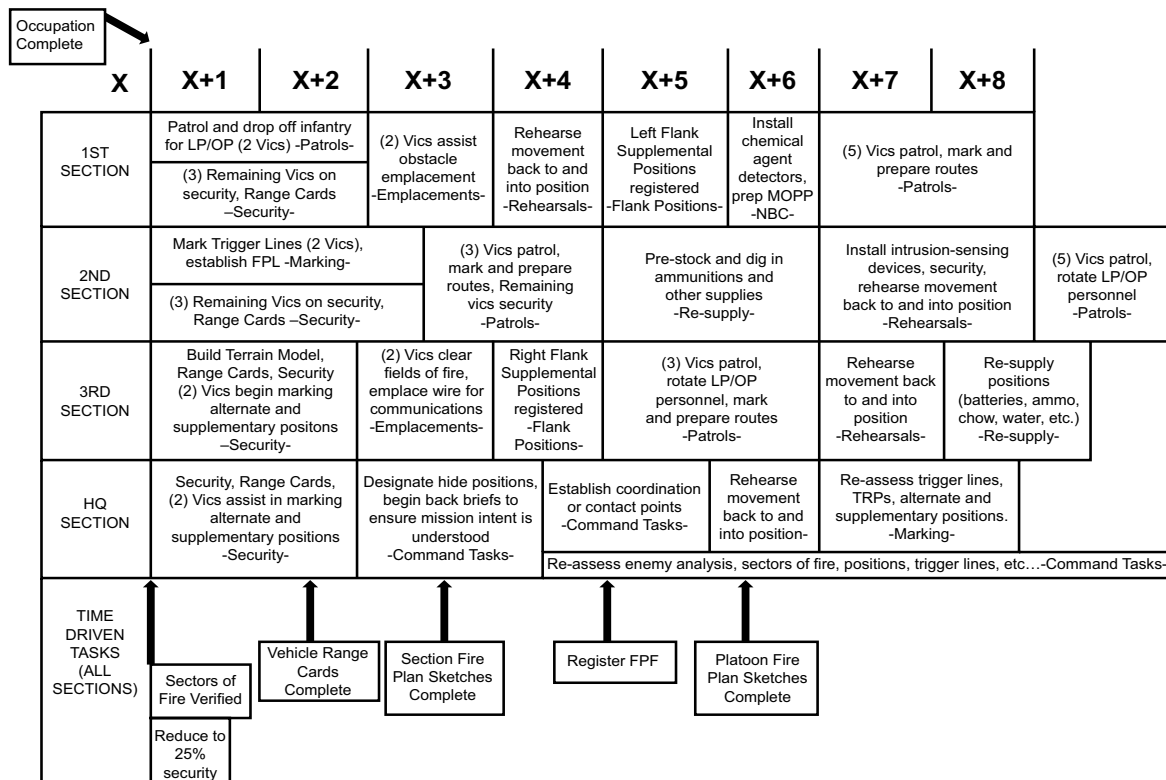 Occupation
Complete
X
X+1
X+2
X+3
X+4
X+5
X+6
X+7
X+8
1ST
SECTION
Patrol and drop off infantry
for LP/OP (2 Vics) -Patrols-
(3) Remaining Vics on
security, Range Cards
–Security-
(2) Vics assist
obstacle
emplacement
-Emplacements-
Rehearse
movement
back to and
into position
-Rehearsals-
Left Flank
Supplemental
Positions
registered
-Flank Positions-
Install
chemical
agent
detectors,
prep MOPP
-NBC-
(5) Vics patrol, mark and
prepare routes
-Patrols-
2ND
SECTION
Mark Trigger Lines (2 Vics),
establish FPL -Marking-
(3) Remaining Vics on security,
Range Cards –Security-
(3) Vics patrol,
mark and prepare
routes, Remaining
vics security
-Patrols-
Pre-stock and dig in
ammunitions and
other supplies
-Re-supply-
Install intrusion-sensing
devices, security,
rehearse movement
back to and into position
-Rehearsals-
(5) Vics patrol,
rotate LP/OP
personnel
-Patrols-
3RD
SECTION
Build Terrain Model,
Range Cards, Security
(2) Vics begin marking
alternate and
supplementary positons
–Security-
(2) Vics clear
fields of fire,
emplace wire for
communications
-Emplacements-
Right Flank
Supplemental
Positions
registered
-Flank
Positions-
(3) Vics patrol,
rotate LP/OP
personnel, mark
and prepare routes
-Patrols-
Rehearse
movement back
to and into
position
-Rehearsals-
Re-supply
positions
(batteries, ammo,
chow, water, etc.)
-Re-supply-
HQ
SECTION
Security, Range Cards,
(2) Vics assist in marking
alternate and
supplementary positions
-Security-
Designate hide positions,
begin back briefs to
ensure mission intent is
understood
-Command Tasks-
Establish coordination
or contact points
-Command Tasks-
Rehearse
movement
back to and
into position-
Re-assess trigger lines,
TRPs, alternate and
supplementary positions.
-Marking-
Re-assess enemy analysis, sectors of fire, positions, trigger lines, etc…-Command Tasks-
TIME
DRIVEN
TASKS
(ALL
SECTIONS)
Sectors of
Fire Verified
Reduce to
25%
security
Vehicle Range
Cards
Complete
Section Fire
Plan Sketches
Complete
Register FPF
Platoon Fire
Plan Sketches
Complete